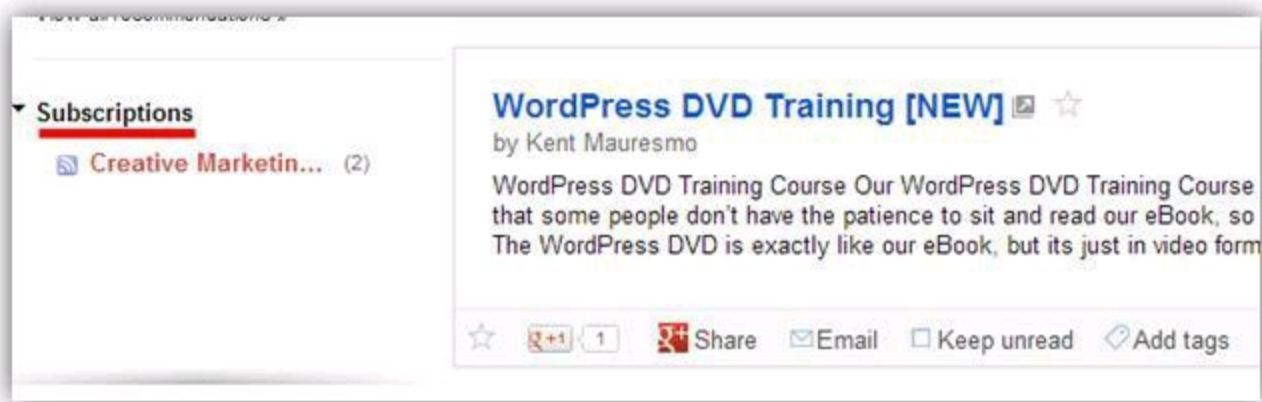 Subscriptions
Creative Marketin... (2)
WordPress DVD Training [NEW]
by Kent Mauresmo
WordPress DVD Training Course Our WordPress DVD Training Course
that some people don't have the patience to sit and read our eBook, so
The WordPress DVD is exactly like our eBook, but its just in video form
g+1 1 g+ Share Email Keep unread Add tags